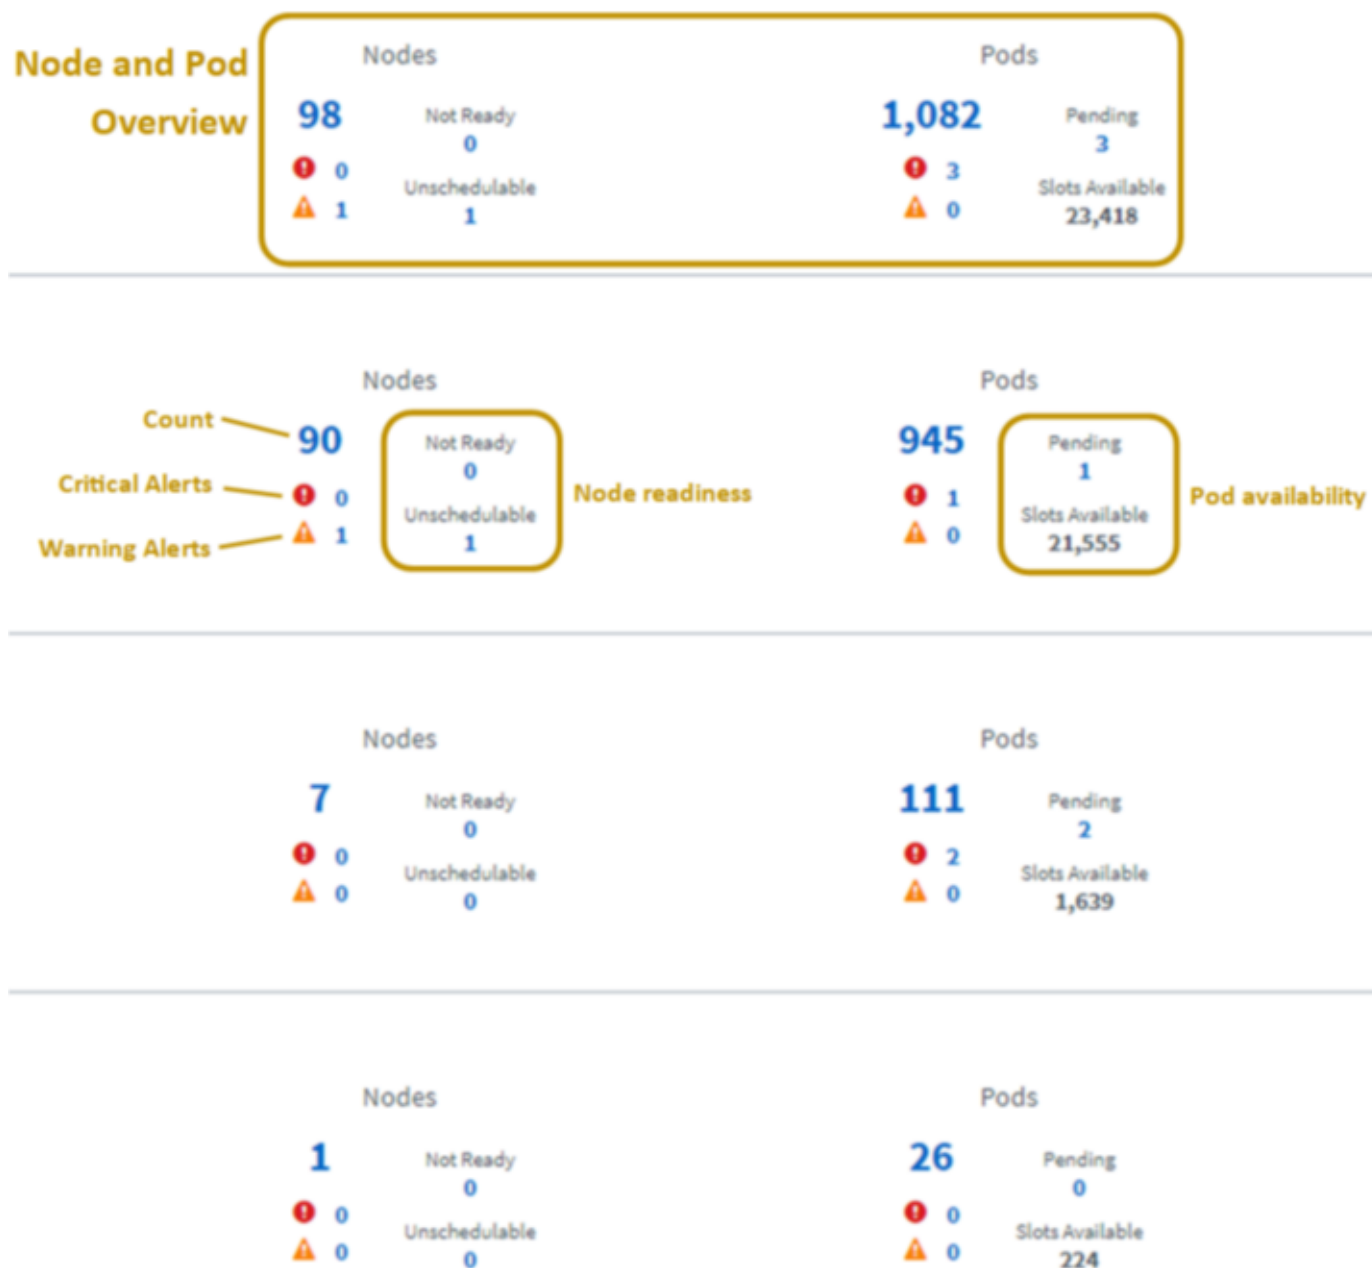 Node and Pod
Overview
Nodes
98
Not Ready
0
0
Unschedulable
1
1
Pods
1,082
Pending
3
3
Slots Available
0
23,418
Nodes
Count
90
Not Ready
0
Critical Alerts
0
Unschedulable
Warning Alerts
1
1
Node readiness
Pods
945
Pending
1
1
Slots Available
0
21,555
Pod availability
Nodes
7
Not Ready
0
0
Unschedulable
0
0
Pods
111
Pending
2
2
Slots Available
0
1,639
Nodes
1
Not Ready
0
0
Unschedulable
0
0
Pods
26
Pending
0
0
Slots Available
0
224